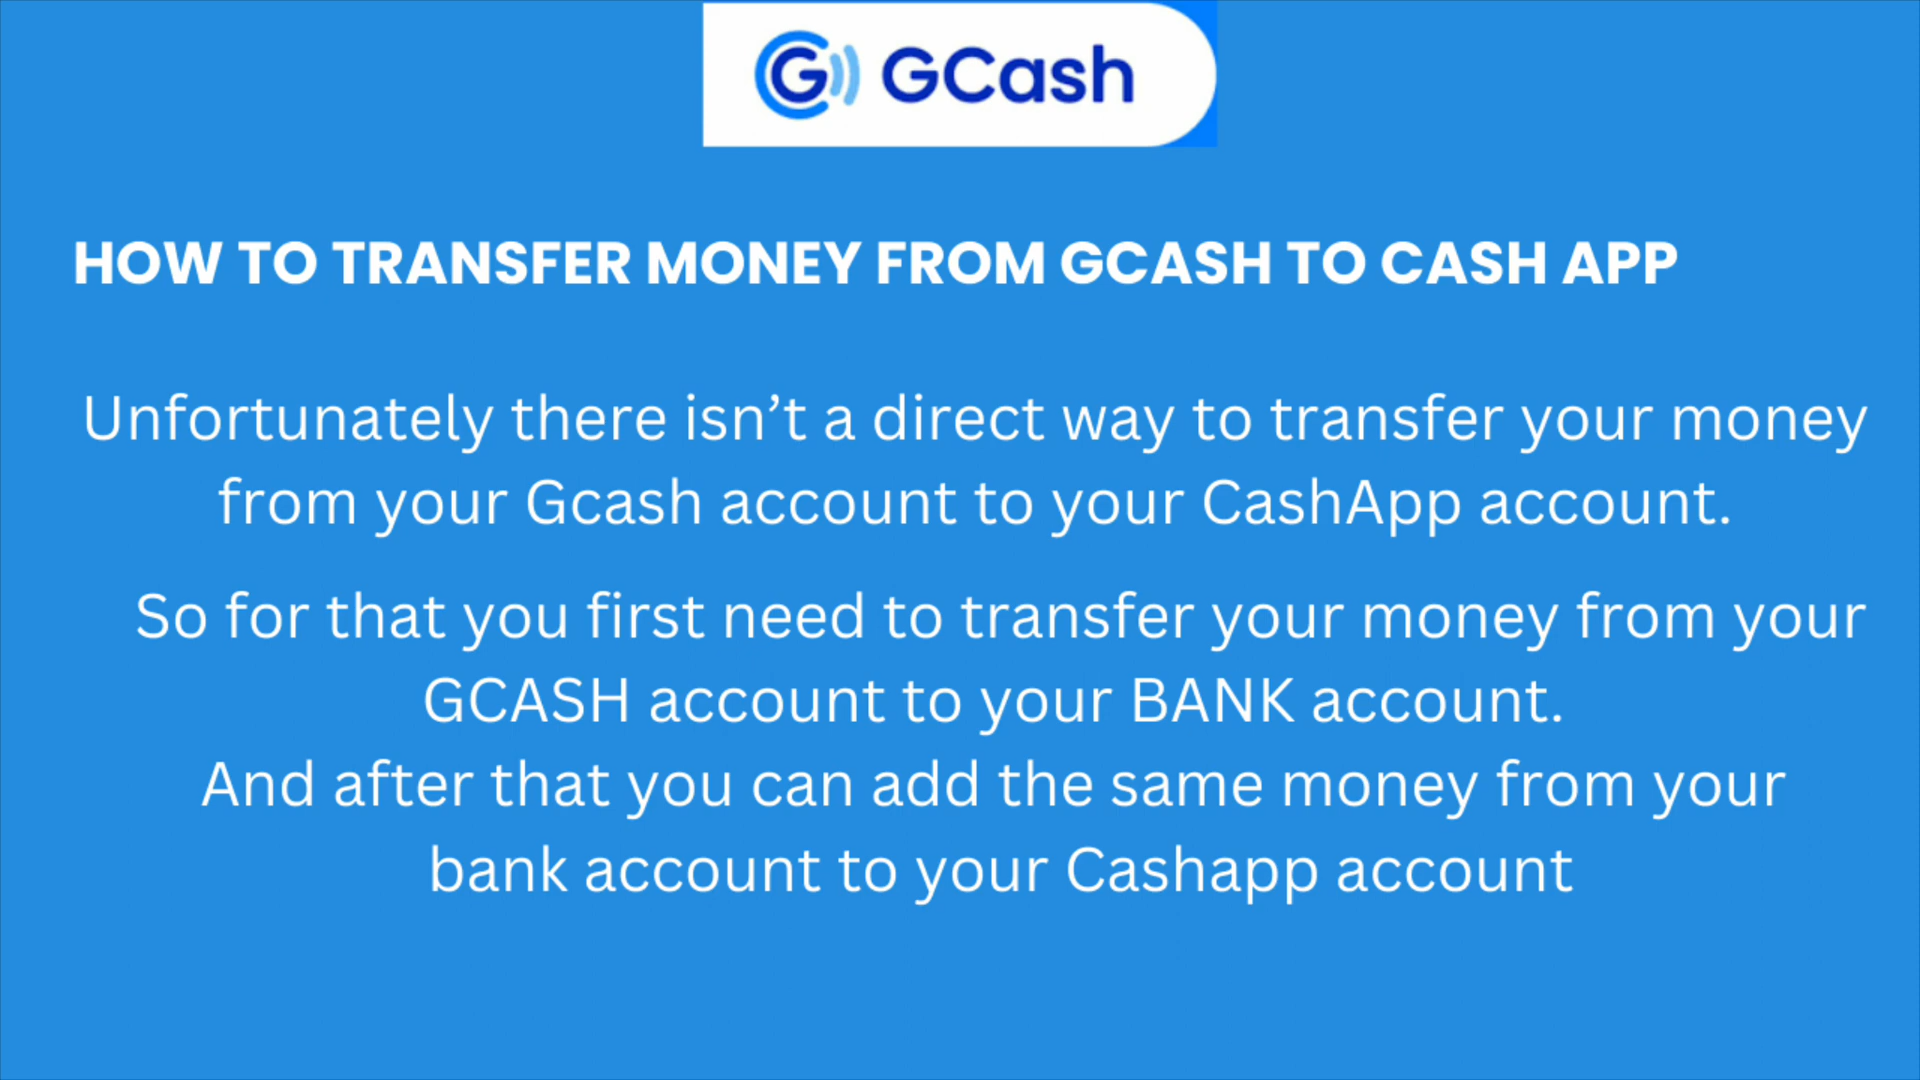 GCash
HOW TO TRANSFER MONEY FROM GCASH TO CASH APP
Unfortunately there isn’t a direct way to transfer your money
from your Gcash account to your CashApp account.
So for that you first need to transfer your money from your
GCASH account to your BANK account.
And after that you can add the same money from your
bank account to your Cashapp account